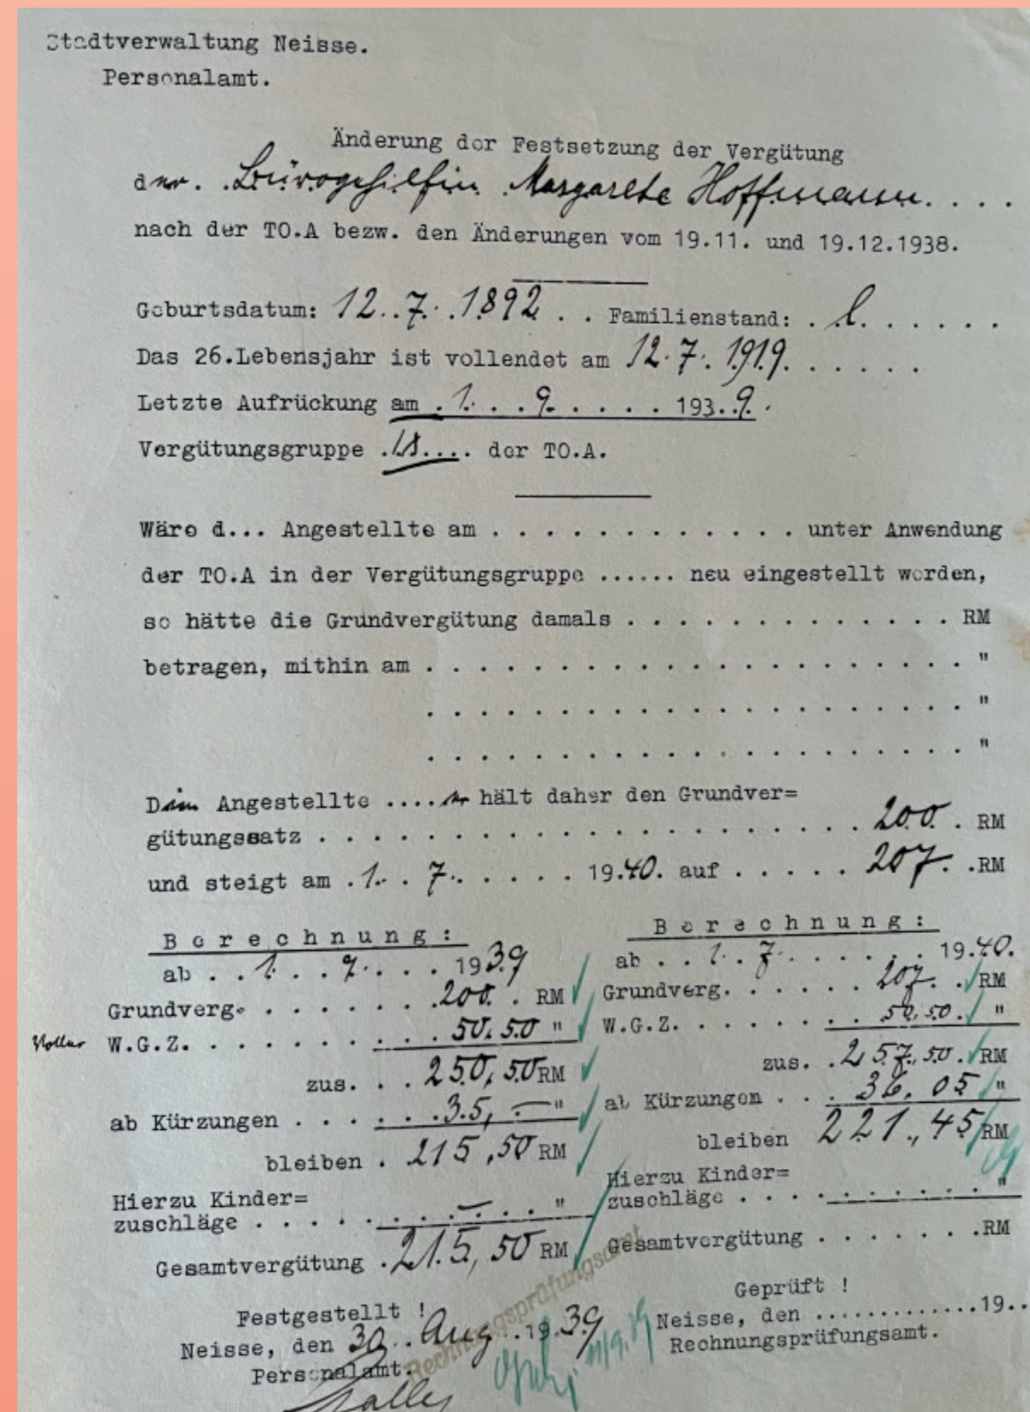 Stadtverwaltung Neisse.
Personalamt.
Änderung der Festsetzung der Vergütung
der. Bürogehilfin Margarete Hoffmann. . . .
nach der TO.A bezw. den Änderungen vom 19.11. und 19.12.1938.
Geburtsdatum: 12. 7. 1892 . . Familienstand: . l. . . . . . .
Das 26.Lebensjahr ist vollendet am 12. 7. 1919. . . . . . .
Letzte Aufrückung am . 1. . . 9. . . . . 193.9. .
Vergütungsgruppe . . . . . der TO.A.
Wäre d... Angestellte am . . . . . . . . . . . . . unter Anwendung
der TO.A in der Vergütungsgruppe ...... neu eingestellt worden,
so hätte die Grundvergütung damals . . . . . . . . . . . . . . RM
betragen, mithin am . . . . . . . . . . . . . . . . . . . . . . . "
. . . . . . . . . . . . . . . . . . . . . . . "
. . . . . . . . . . . . . . . . . . . . . . . "
Angestellte .... hält daher den Grundver=
gütungssatz . . . . . . . . . . . . . . . . . . . . . . . 200. . RM
und steigt am .1. . 7. . . . . . 19.40. auf . . . . . 207. .RM
Berechnung:
ab . . 1. . . 9. . . . 1939
Grundverg. . . . . . . . .200. . RM
W.G.Z. . . . . . . . . . . 50.50 "
zus. . . 250,50 RM
ab Kürzungen . . . . . .35,— "
bleiben . 215,50 RM
Hierzu Kinder=
zuschläge . . . . . . . . — . . . "
Gesamtvergütung . 215,50 RM
Berechnung:
ab . . 1. . 7. . . . . . . 19.40.
Grundverg. . . . . . . 207. . RM
W.G.Z. . . . . . . . . . 50.50. "
zus. . 257,50 . RM
ab Kürzungen . . . 36.05 "
bleiben 221,45 RM
Hierzu Kinder=
zuschläge . . . . . . . . . . . "
Gesamtvergütung . . . . . . .RM
Festgestellt !
Neisse, den 30. . Aug . . 1939
Personalamt.
Rechnungsprüfungsamt
11/9.39
Geprüft !
Neisse, den .............19..
Rechnungsprüfungsamt.